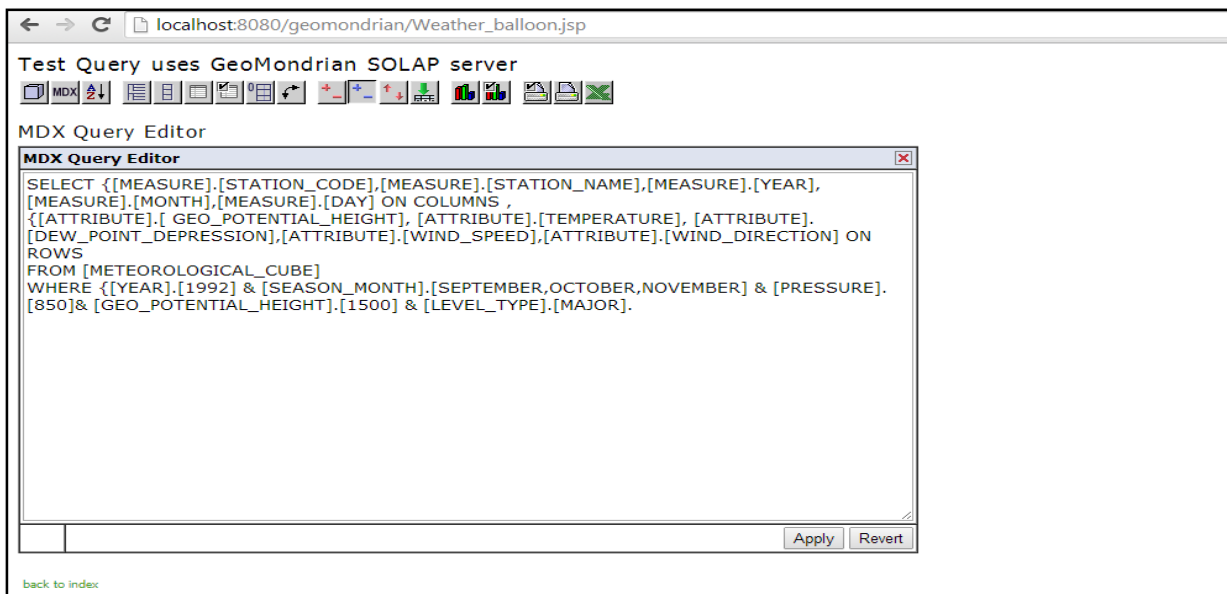 localhost:8080/geomondrian/Weather_balloon.jsp
Test Query uses GeoMondrian SOLAP server
MDX
MDX Query Editor
MDX Query Editor
SELECT {[MEASURE].[STATION_CODE],[MEASURE].[STATION_NAME],[MEASURE].[YEAR],
[MEASURE].[MONTH],[MEASURE].[DAY] ON COLUMNS ,
{[ATTRIBUTE].[ GEO_POTENTIAL_HEIGHT], [ATTRIBUTE].[TEMPERATURE], [ATTRIBUTE].
[DEW_POINT_DEPRESSION],[ATTRIBUTE].[WIND_SPEED],[ATTRIBUTE].[WIND_DIRECTION] ON
ROWS
FROM [METEOROLOGICAL_CUBE]
WHERE {[YEAR].[1992] & [SEASON_MONTH].[SEPTEMBER,OCTOBER,NOVEMBER] & [PRESSURE].
[850]& [GEO_POTENTIAL_HEIGHT].[1500] & [LEVEL_TYPE].[MAJOR].
Apply Revert
back to index